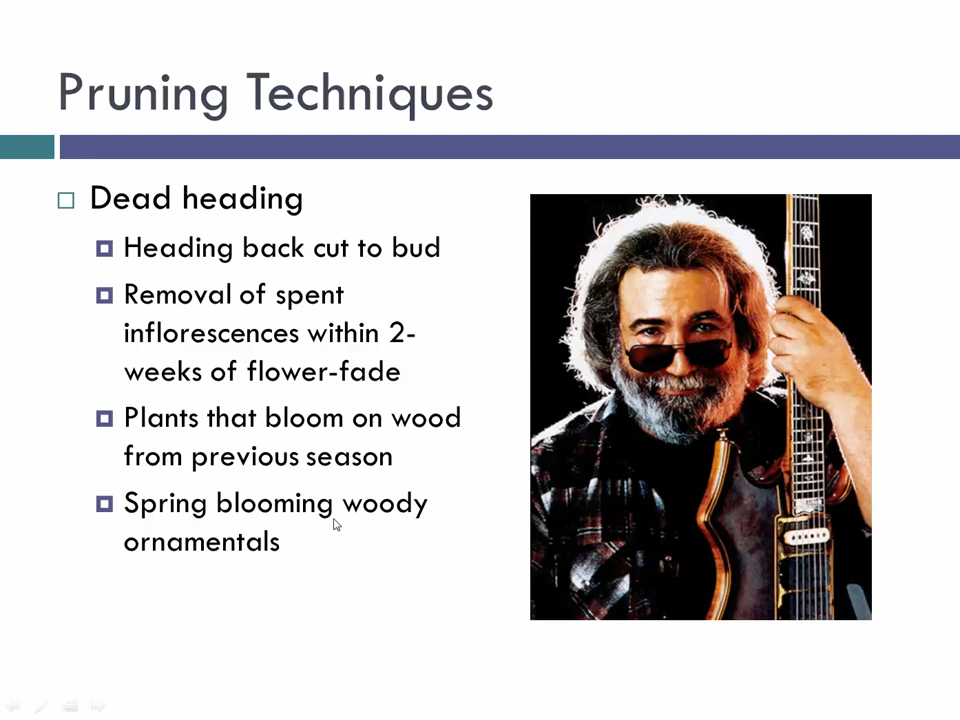 Pruning Techniques
Dead heading
Heading back cut to bud
Removal of spent
inflorescences within 2-
weeks of flower-fade
Plants that bloom on wood
from previous season
Spring blooming woody
ornamentals